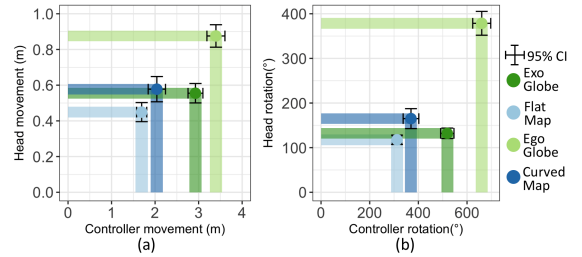 1.0
0.8
0.6
0.4
0.2
0.0
Head movement (m)
0 1 2 3 4
Controller movement (m)
(a)
400
300
200
100
0
Head rotation(°)
0 200 400 600
Controller rotation(°)
(b)
95% CI
Exo
Globe
Flat
Map
Ego
Globe
Curved
Map